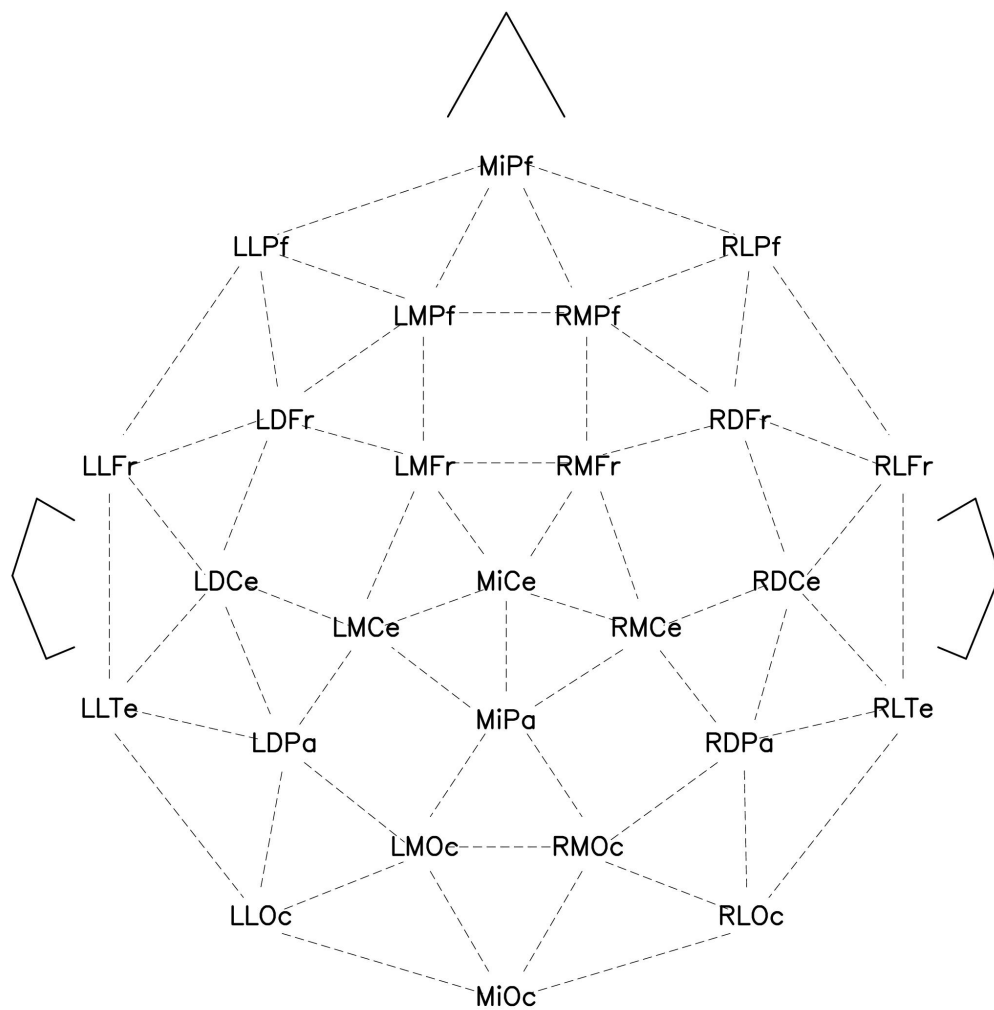 MiPf
LLPf RLPf
LMPf RMPf
LDFr RDFr
LLFr LMFr RMFr RLFr
LDCe MiCe RDCe
LMCe RMCe
LLTe MiPa RLTe
LDPa RDPa
LMOc RMOc
LLOc RLOc
MiOc